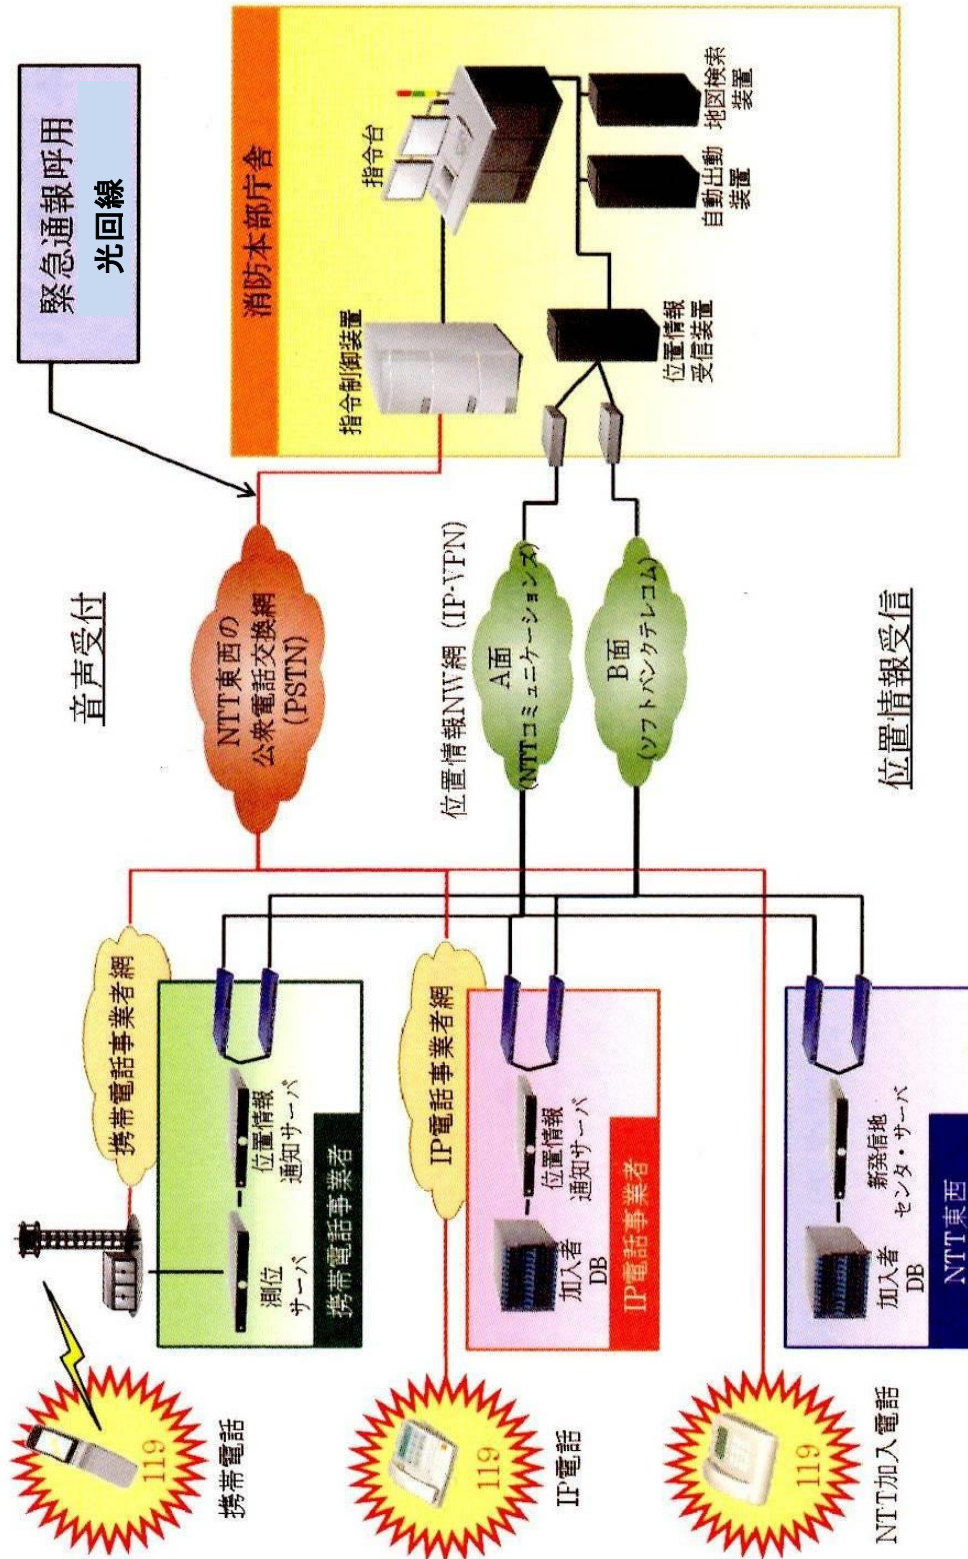 緊急通報呼用
光回線
音声受付
消防本部庁舎
指令台
指令制御装置
自動出動
装置
地図検索
装置
位置情報
受信装置
NTT東西の
公衆電話交換網
(PSTN)
位置情報NW網 (IP-VPN)
A面
(NTTコミュニケーションズ)
B面
(ソフトバンクテレコム)
位置情報受信
携帯電話事業者網
位置情報
通知サーバ
測位
サーバ
携帯電話事業者
IP電話事業者網
位置情報
通知サーバ
加入者
DB
IP電話事業者
新発信地
センタ・サーバ
加入者
DB
NTT東西
119
携帯電話
119
IP電話
119
NTT加入電話